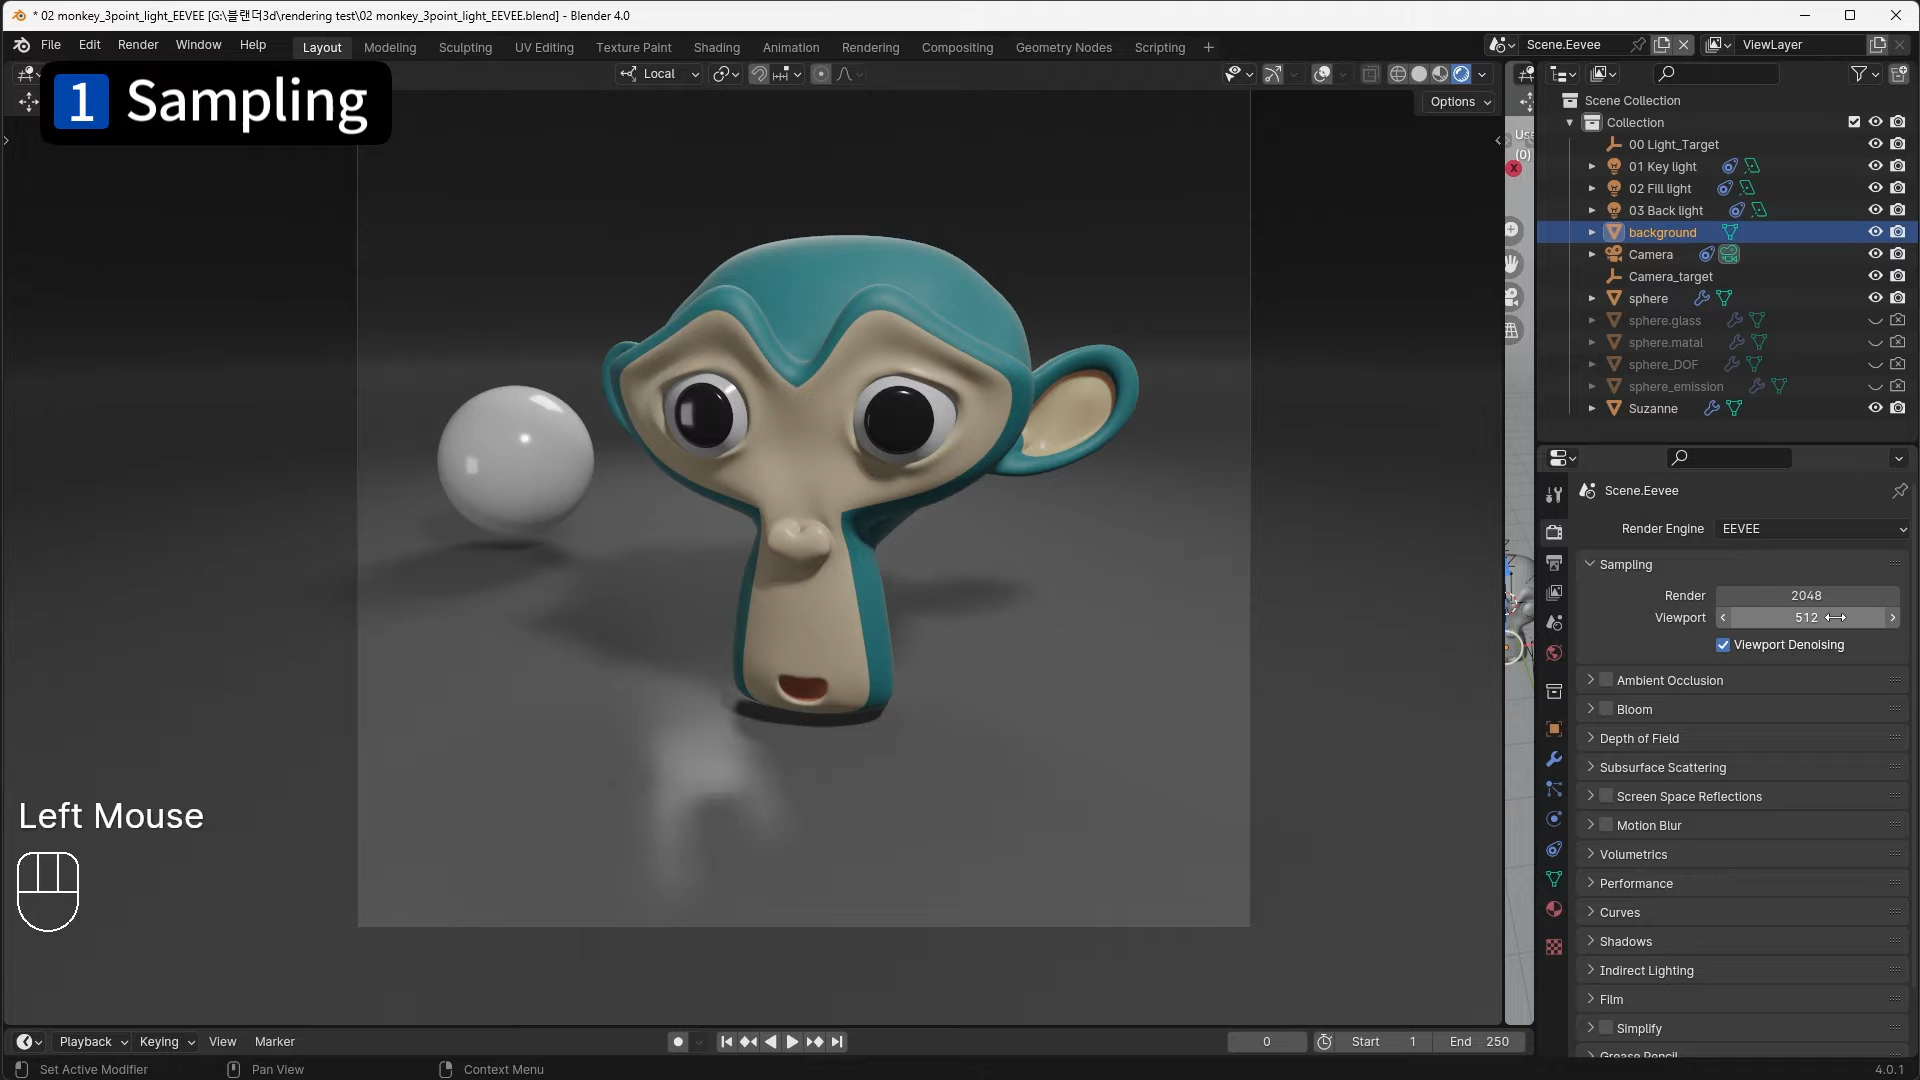 * 02 monkey_3point_light_EEVEE [G:\블랜더3d\rendering test\02 monkey_3point_light_EEVEE.blend] - Blender 4.0
File Edit Render Window Help
Layout Modeling Sculpting UV Editing Texture Paint Shading Animation Rendering Compositing Geometry Nodes Scripting +
Scene.Eevee
ViewLayer
Local
Options
1 Sampling
Left Mouse
Use
(0)
X
Z
Scene Collection
Collection
00 Light_Target
01 Key light
02 Fill light
03 Back light
background
Camera
Camera_target
sphere
sphere.glass
sphere.matal
sphere_DOF
sphere_emission
Suzanne
Scene.Eevee
Render Engine EEVEE
Sampling
Render 2048
Viewport 512
Viewport Denoising
Ambient Occlusion
Bloom
Depth of Field
Subsurface Scattering
Screen Space Reflections
Motion Blur
Volumetrics
Performance
Curves
Shadows
Indirect Lighting
Film
Simplify
Grease Pencil
Playback Keying View Marker
0
Start 1
End 250
Set Active Modifier
Pan View
Context Menu
4.0.1